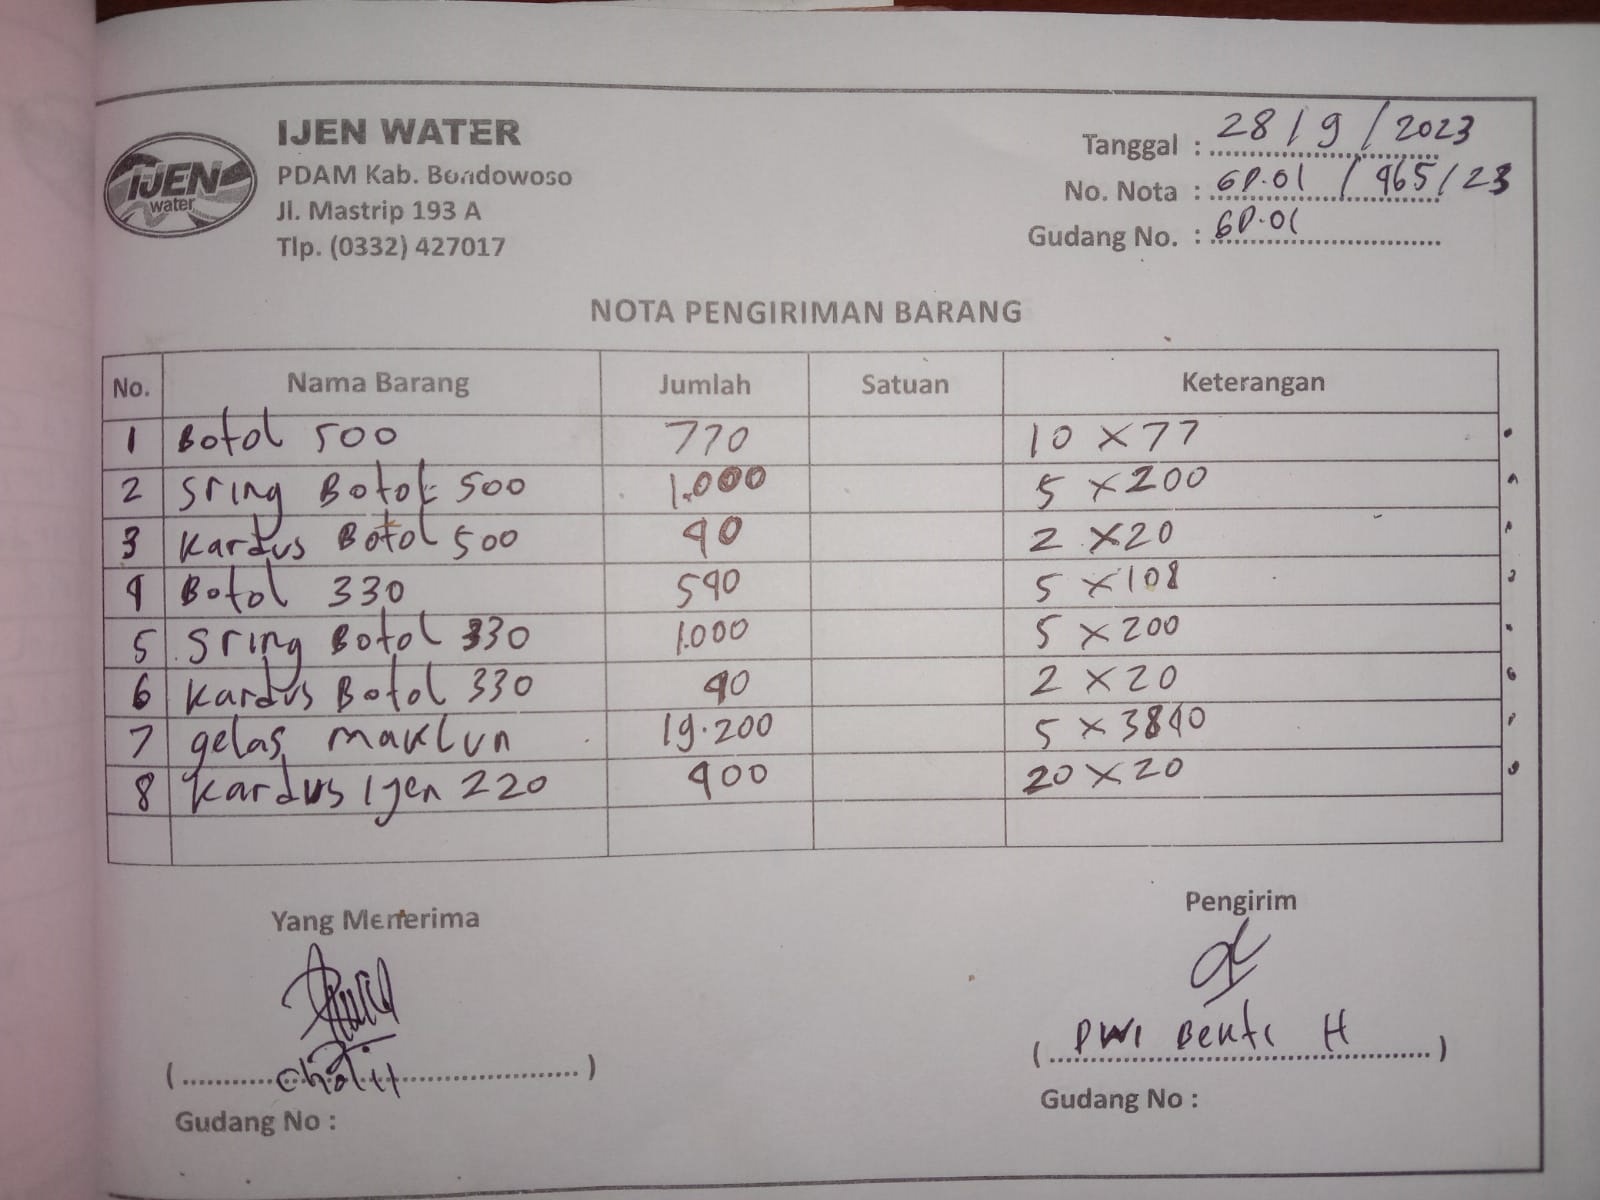 IJEN WATER
PDAM Kab. Bondowoso
Jl. Mastrip 193 A
Tlp. (0332) 427017
IJEN
water
Tanggal : 28 / 9 / 2023
No. Nota : GD.01 / 465 / 23
Gudang No. : GD.01
NOTA PENGIRIMAN BARANG
No. Nama Barang Jumlah Satuan Keterangan
1 Botol 500 770 10 x 77
2 Sring Botol 500 1.000 5 x 200
3 Kardus Botol 500 40 2 x 20
4 Botol 330 540 5 x 108
5 Sring Botol 330 1.000 5 x 200
6 Kardus Botol 330 40 2 x 20
7 gelas maklun 19.200 5 x 3840
8 Kardus Ijen 220 400 20 x 20
Yang Menerima
Pengirim
( Cholil )
( DWI H )
Gudang No :
Gudang No :